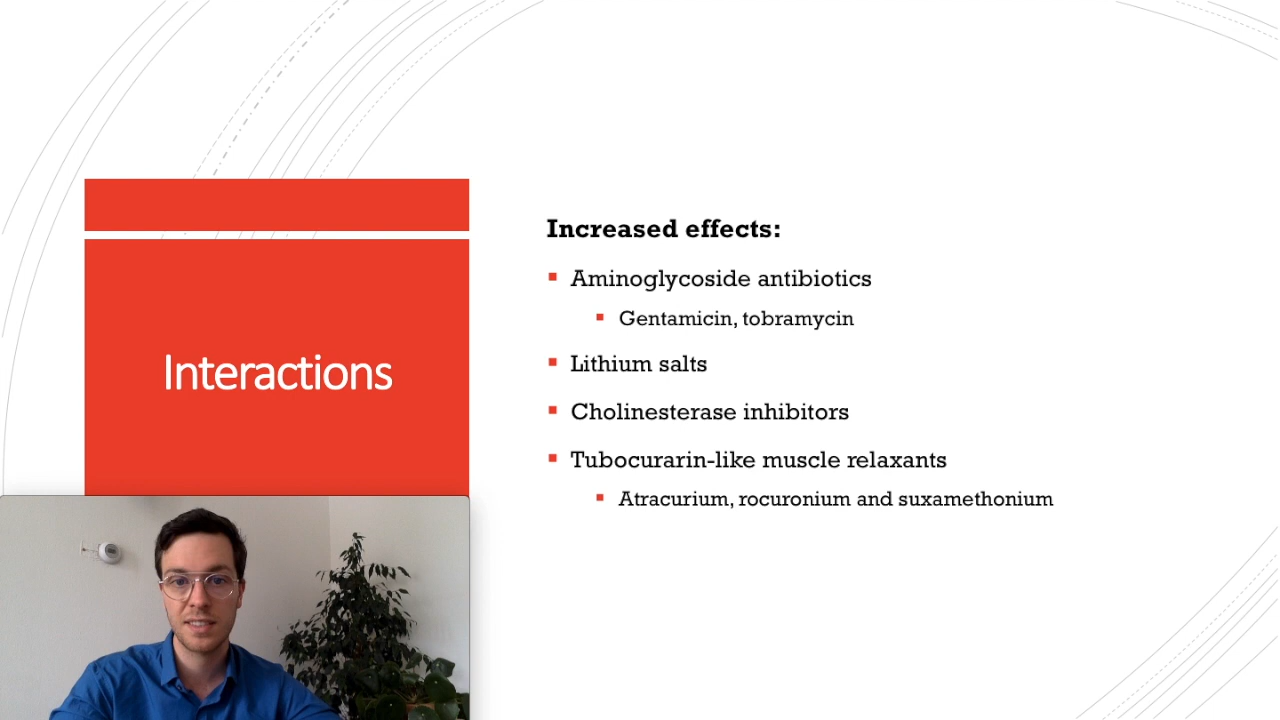 Interactions
Increased effects:
Aminoglycoside antibiotics
Gentamicin, tobramycin
Lithium salts
Cholinesterase inhibitors
Tubocurarin-like muscle relaxants
Atracurium, rocuronium and suxamethonium